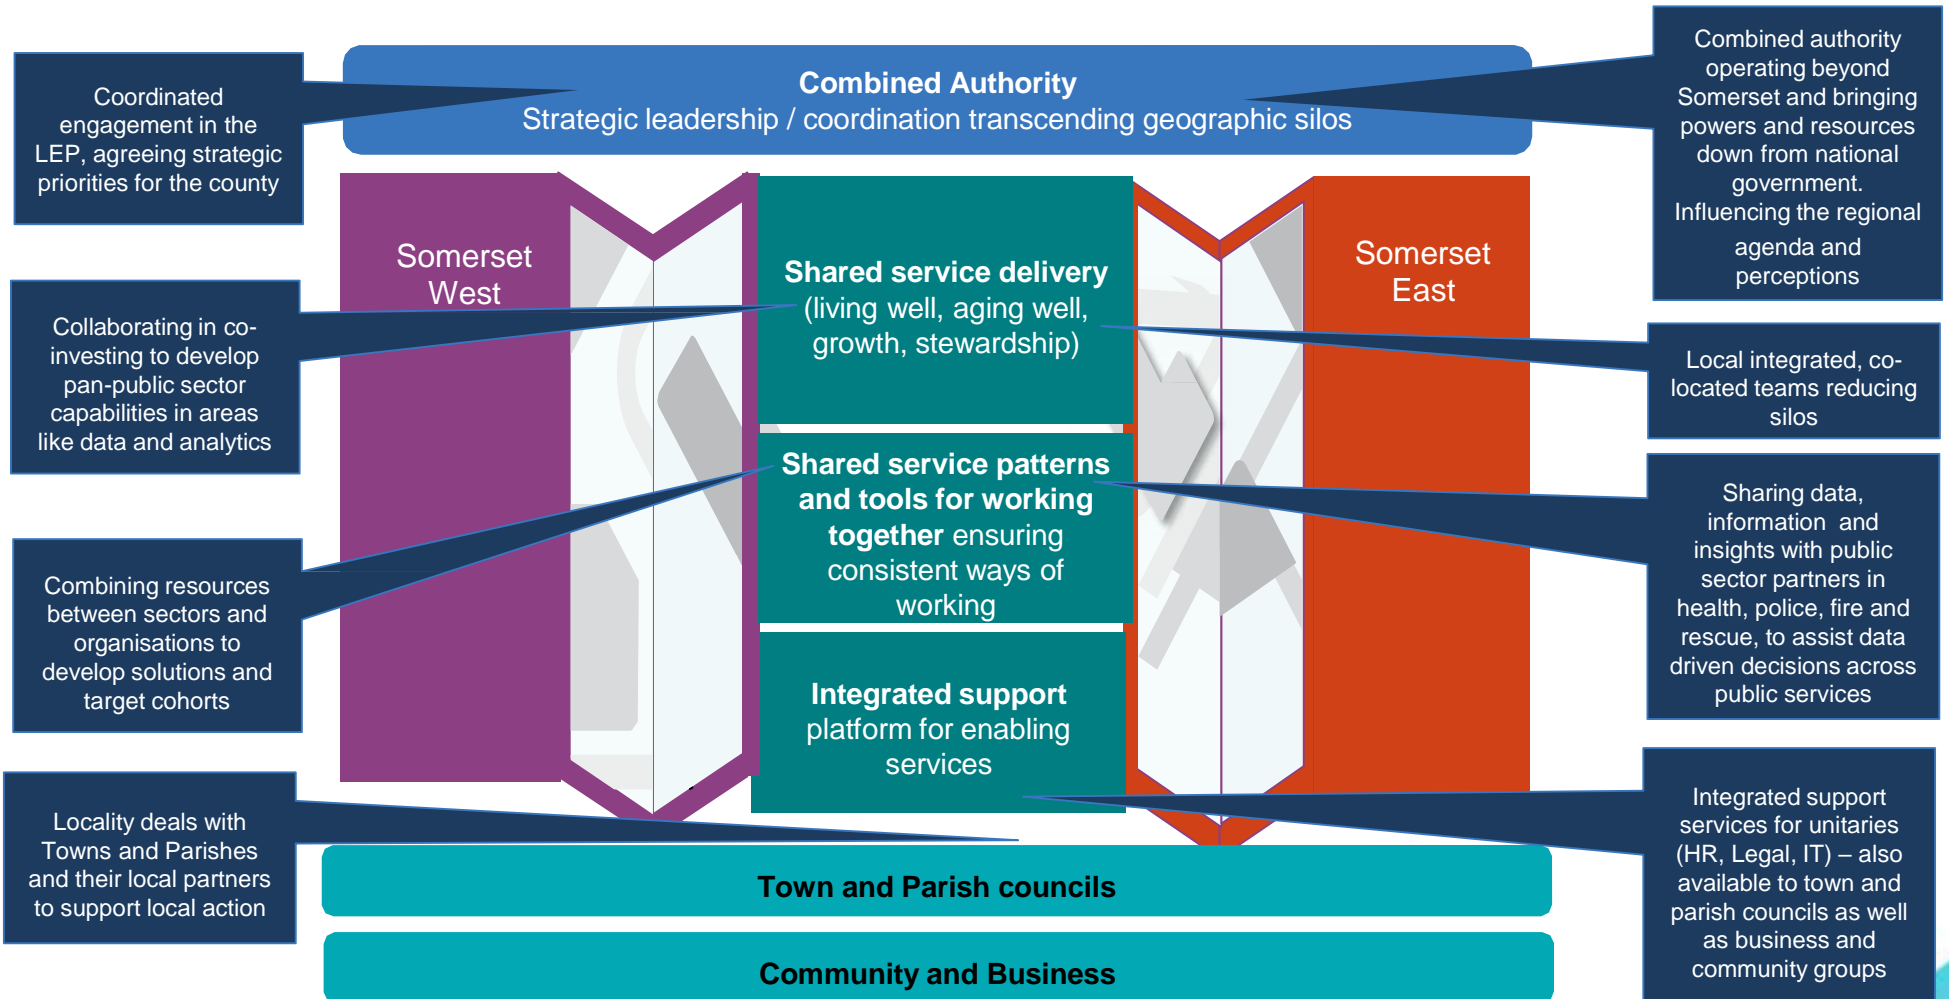 Combined Authority
Strategic leadership / coordination transcending geographic silos
Coordinated
engagement in the
LEP, agreeing strategic
priorities for the county
Combined authority
operating beyond
Somerset and bringing
powers and resources
down from national
government.
Influencing the regional
agenda and
perceptions
Somerset
West
Shared service delivery
(living well, aging well,
growth, stewardship)
Somerset
East
Collaborating in co-
investing to develop
pan-public sector
capabilities in areas
like data and analytics
Local integrated, co-
located teams reducing
silos
Shared service patterns
and tools for working
together ensuring
consistent ways of
working
Combining resources
between sectors and
organisations to
develop solutions and
target cohorts
Sharing data,
information and
insights with public
sector partners in
health, police, fire and
rescue, to assist data
driven decisions across
public services
Integrated support
platform for enabling
services
Locality deals with
Towns and Parishes
and their local partners
to support local action
Integrated support
services for unitaries
(HR, Legal, IT) – also
available to town and
parish councils as well
as business and
community groups
Town and Parish councils
Community and Business